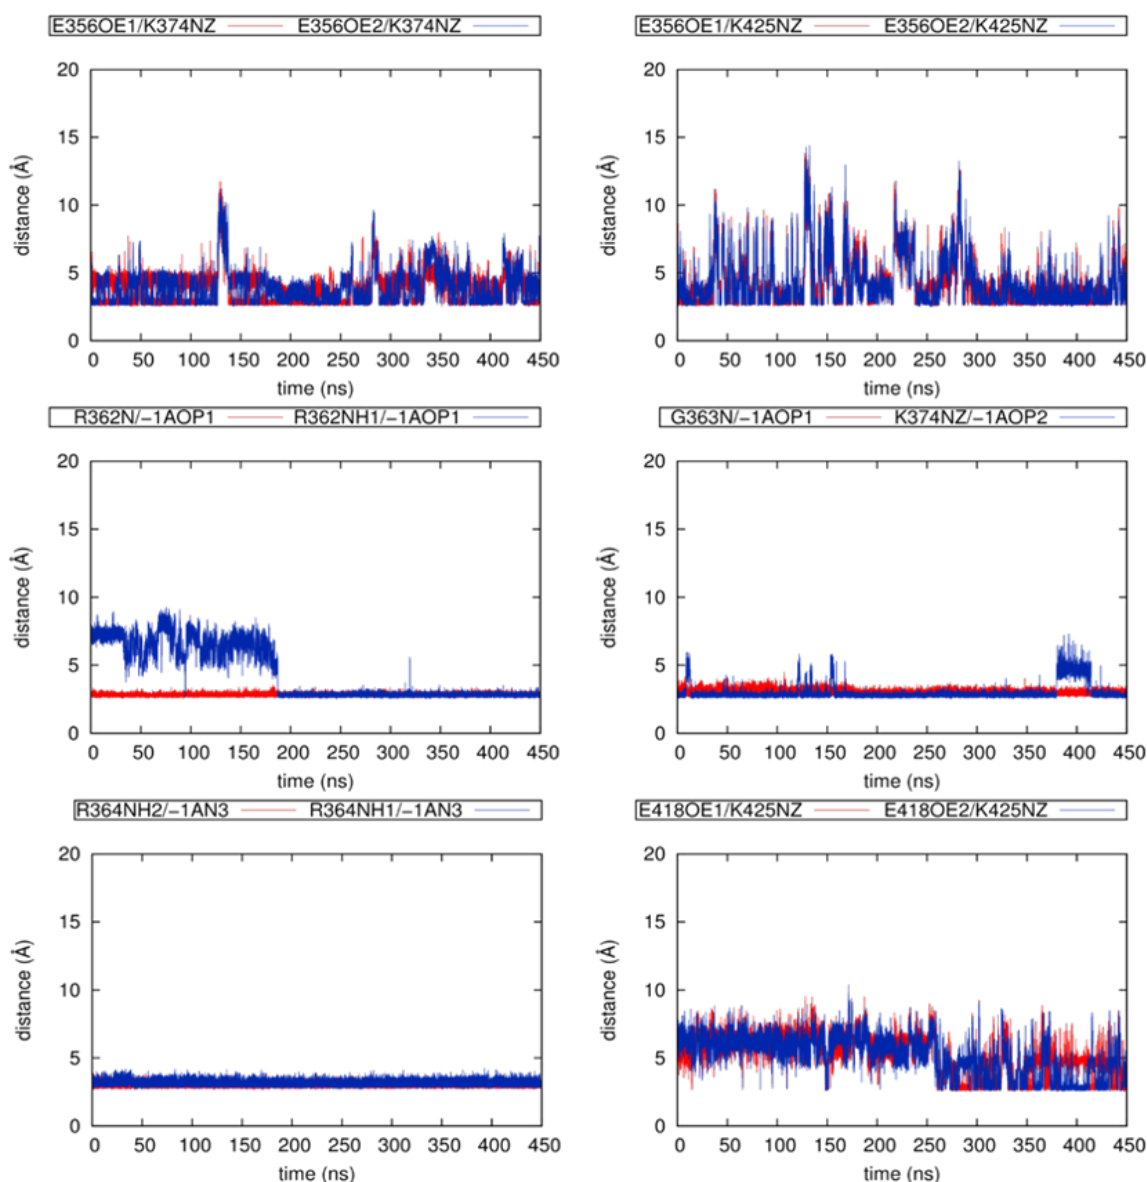 E356OE1/K374NZ E356OE2/K374NZ E356OE1/K425NZ E356OE2/K425NZ
20 20
15 15
10 10
5 5
0 0
distance (Å) distance (Å)
0 50 100 150 200 250 300 350 400 450 0 50 100 150 200 250 300 350 400 450
time (ns) time (ns)
R362N/−1AOP1 R362NH1/−1AOP1 G363N/−1AOP1 K374NZ/−1AOP2
20 20
15 15
10 10
5 5
0 0
distance (Å) distance (Å)
0 50 100 150 200 250 300 350 400 450 0 50 100 150 200 250 300 350 400 450
time (ns) time (ns)
R364NH2/−1AN3 R364NH1/−1AN3 E418OE1/K425NZ E418OE2/K425NZ
20 20
15 15
10 10
5 5
0 0
distance (Å) distance (Å)
0 50 100 150 200 250 300 350 400 450 0 50 100 150 200 250 300 350 400 450
time (ns) time (ns)